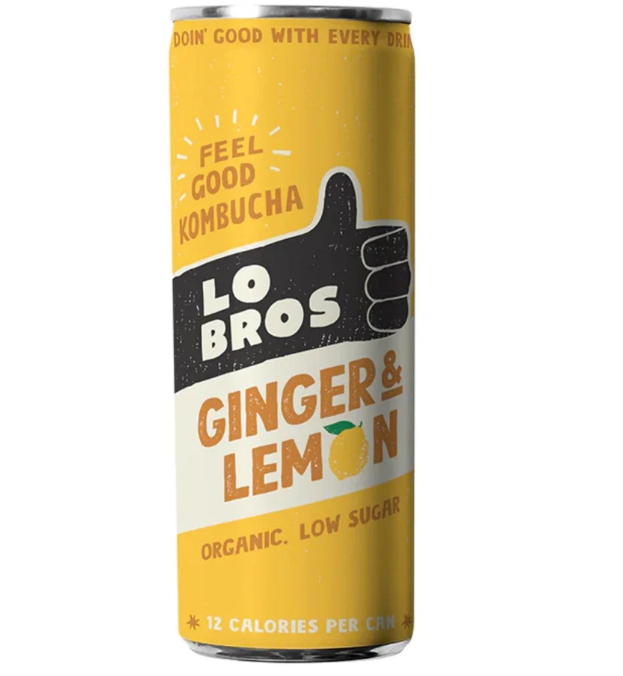 DOIN' GOOD WITH EVERY
FEEL
GOOD
KOMBUCHA
LO
BROS
GINGER &
LEMON
ORGANIC. LOW SUGAR
12 CALORIES PER CAN